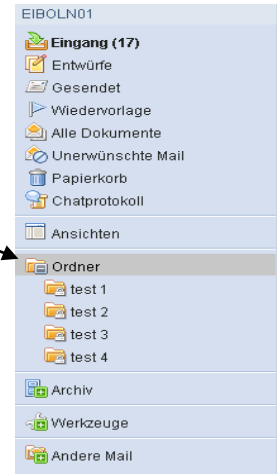 EIBOLN01
Eingang (17)
Entwürfe
Gesendet
Wiedervorlage
Alle Dokumente
Unerwünschte Mail
Papierkorb
Chatprotokoll
Ansichten
Ordner
test 1
test 2
test 3
test 4
Archiv
Werkzeuge
Andere Mail